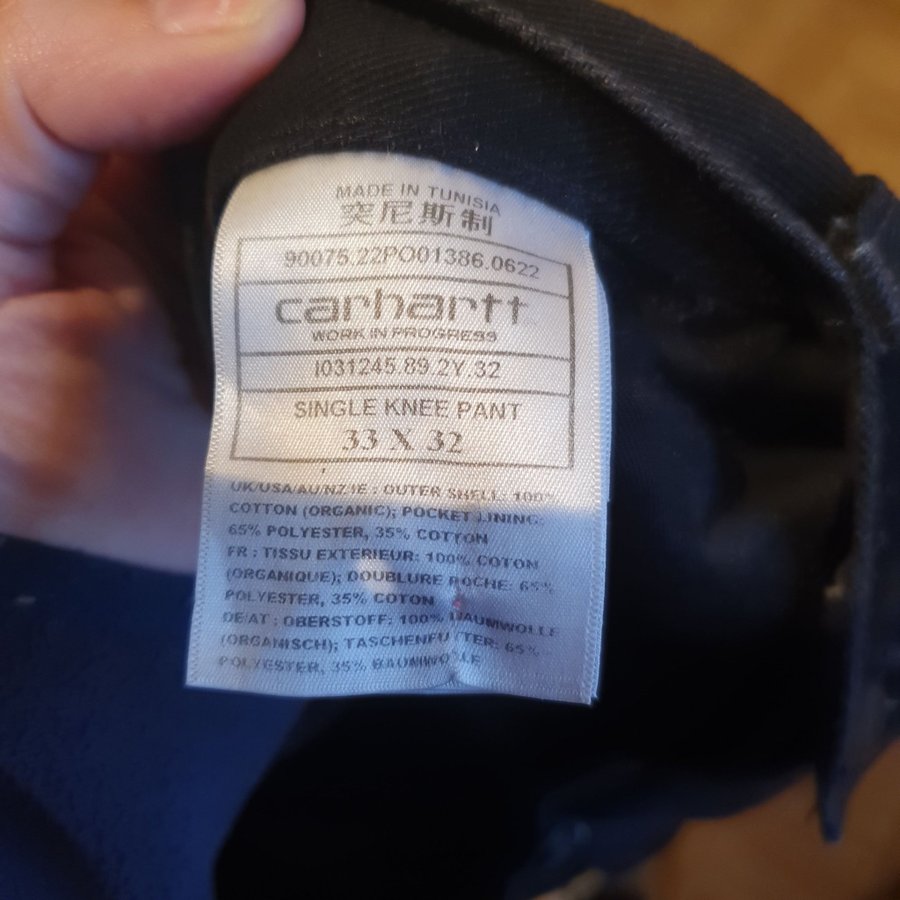 MADE IN TUNISIA
突尼斯制
90075.22PO01386.0622
carhartt
WORK IN PROGRESS
I031245.89.2Y.32
SINGLE KNEE PANT
33 X 32
UK/USA/AU/NZ/IE : OUTER SHELL: 100%
COTTON (ORGANIC); POCKET LINING:
65% POLYESTER, 35% COTTON
FR : TISSU EXTERIEUR: 100% COTON
(ORGANIQUE); DOUBLURE POCHE: 65%
POLYESTER, 35% COTON
DE/AT : OBERSTOFF: 100% BAUMWOLLE
(ORGANISCH); TASCHENFUTTER: 65%
POLYESTER, 35% BAUMWOLLE